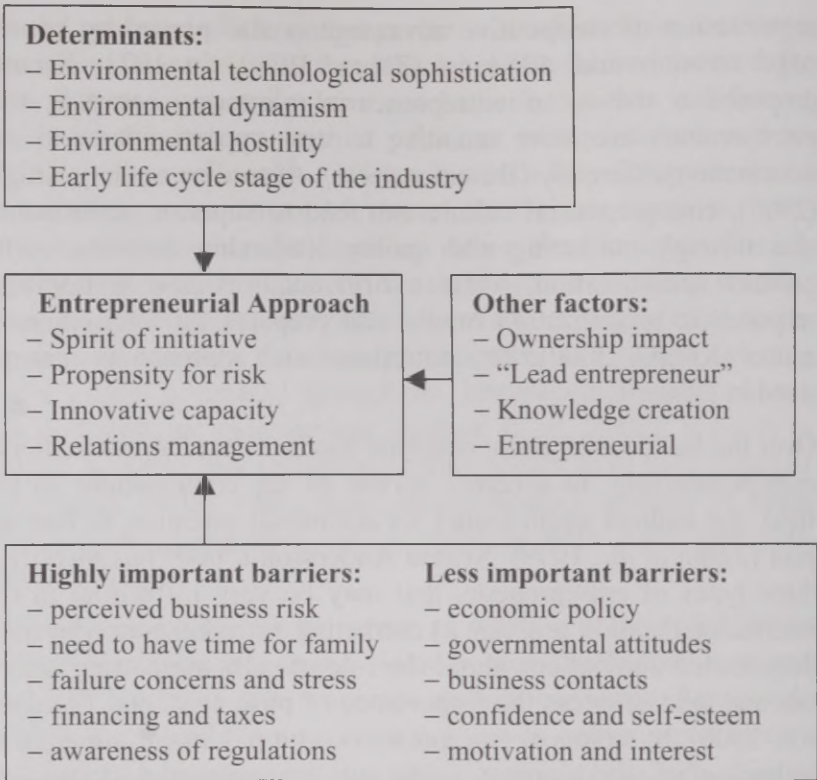 Determinants:
– Environmental technological sophistication
– Environmental dynamism
– Environmental hostility
– Early life cycle stage of the industry
Entrepreneurial Approach
– Spirit of initiative
– Propensity for risk
– Innovative capacity
– Relations management
Other factors:
– Ownership impact
– “Lead entrepreneur”
– Knowledge creation
– Entrepreneurial
Highly important barriers:
– perceived business risk
– need to have time for family
– failure concerns and stress
– financing and taxes
– awareness of regulations
Less important barriers:
– economic policy
– governmental attitudes
– business contacts
– confidence and self-esteem
– motivation and interest